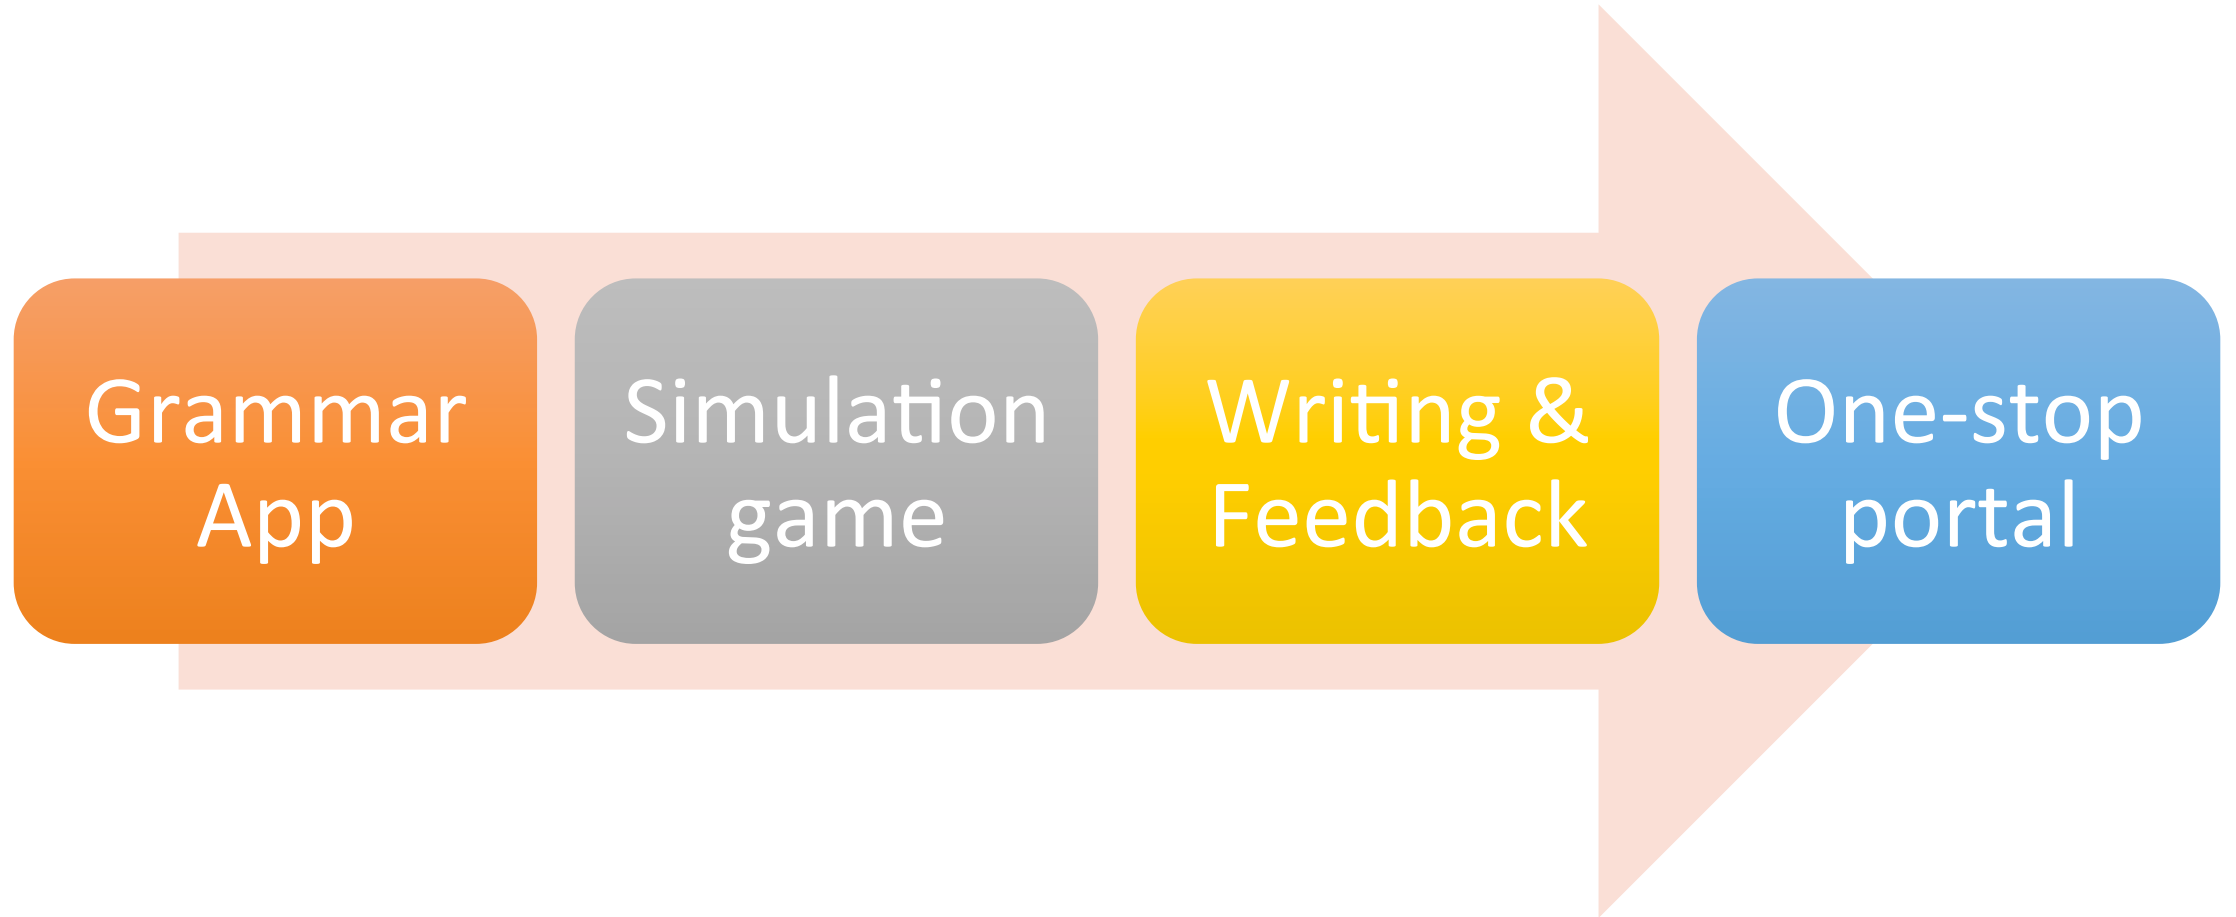 Grammar
App
Simulation
game
Writing &
Feedback
One-stop
portal